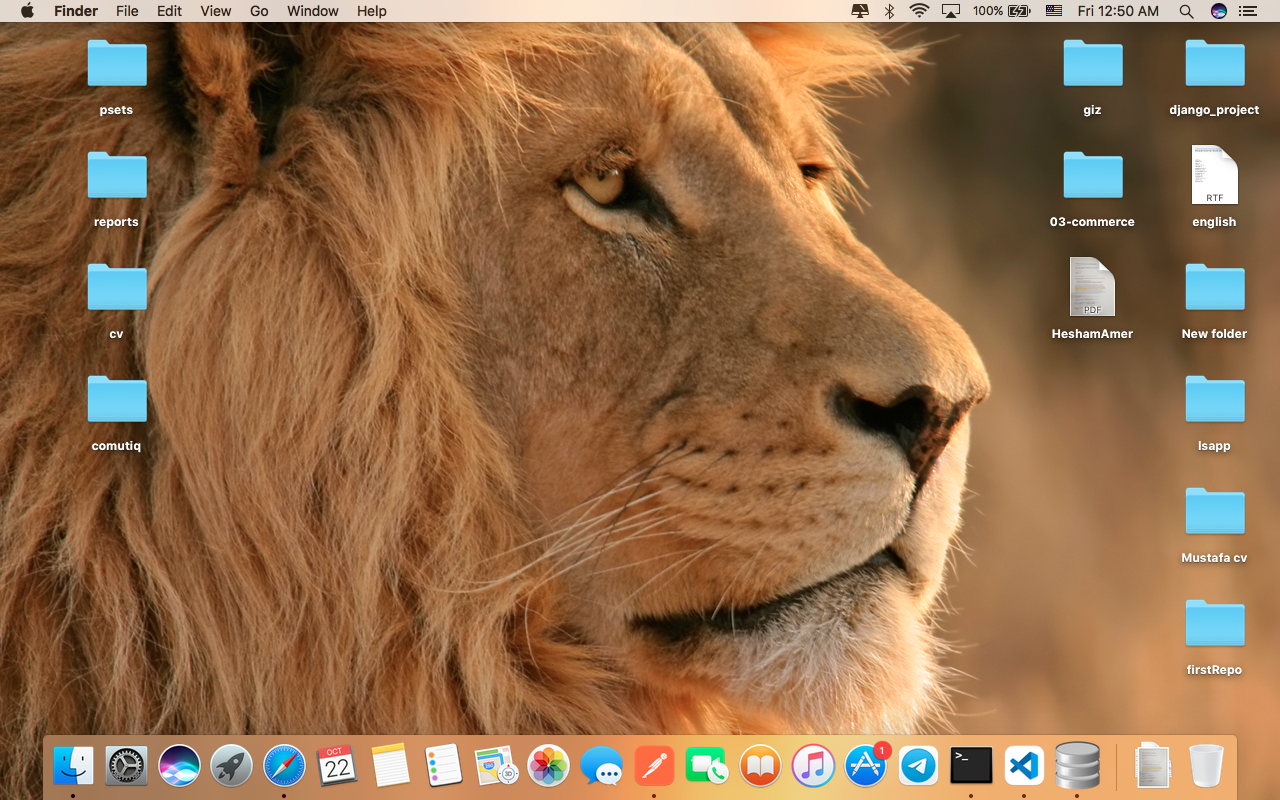 Finder File Edit View Go Window Help 100% Fri 12:50 AM
psets
giz
django_project
reports
03-commerce
RTF
english
cv
PDF
HeshamAmer
New folder
comutiq
lsapp
Mustafa cv
firstRepo
OCT
22
3D
1
>_